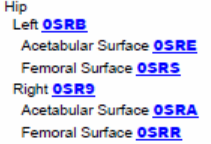 Hip
Left 0SRB
Acetabular Surface 0SRE
Femoral Surface 0SRS
Right 0SR9
Acetabular Surface 0SRA
Femoral Surface 0SRR